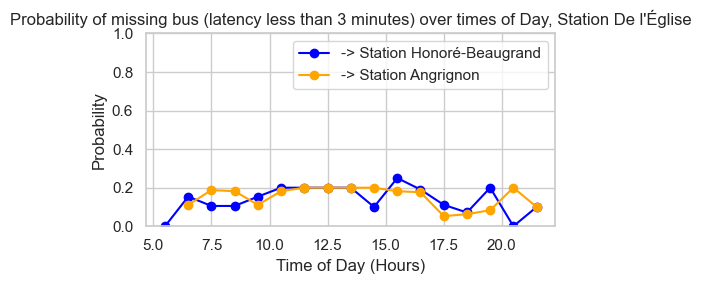 Probability of missing bus (latency less than 3 minutes) over times of Day, Station De l'Église
1.0
-> Station Honoré-Beaugrand
-> Station Angrignon
0.8
0.6
0.4
0.2
0.0
Probability
5.0 7.5 10.0 12.5 15.0 17.5 20.0
Time of Day (Hours)